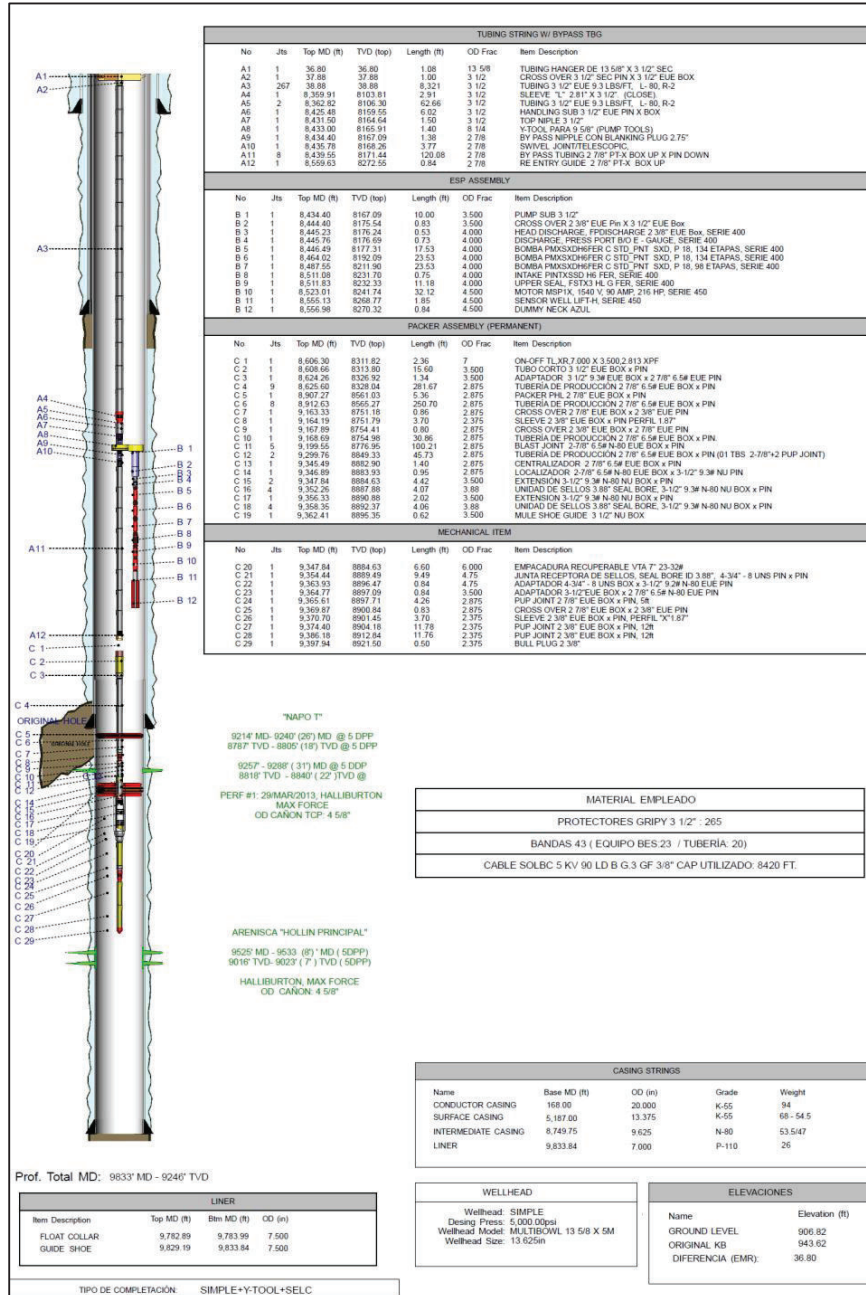 TUBING STRING W/ BYPASS TBG
No Jts Top MD (ft) TVD (top) Length (ft) OD Frac Item Description
A1 1 36.80 36.80 1.08 13 5/8 TUBING HANGER DE 13 5/8" X 3 1/2" SEC
A2 1 37.88 37.88 1.00 3 1/2 CROSS OVER 3 1/2" SEC PIN X 3 1/2" EUE BOX
A3 267 38.88 38.88 8,321 3 1/2 TUBING 3 1/2" EUE 9.3 LBS/FT, L- 80, R-2
A4 1 8,359.91 8103.81 2.91 3 1/2 SLEEVE "L" 2.81" X 3 1/2". (CLOSE)
A5 2 8,362.82 8106.30 62.66 3 1/2 TUBING 3 1/2" EUE 9.3 LBS/FT, L- 80, R-2
A6 1 8,425.48 8159.55 6.02 3 1/2 HANDLING SUB 3 1/2" EUE PIN X BOX
A7 1 8,431.50 8164.64 1.50 3 1/2 TOP NIPLE 3 1/2"
A8 1 8,433.00 8165.91 1.40 8 1/4 Y-TOOL PARA 9 5/8" (PUMP TOOLS)
A9 1 8,434.40 8167.09 1.38 2 7/8 BY PASS NIPPLE CON BLANKING PLUG 2.75"
A10 1 8,435.78 8168.26 3.77 2 7/8 SWIVEL JOINT/TELESCOPIC,
A11 8 8,439.55 8171.44 120.08 2 7/8 BY PASS TUBING 2 7/8" PT-X BOX UP X PIN DOWN
A12 1 8,559.63 8272.55 0.84 2 7/8 RE ENTRY GUIDE 2 7/8" PT-X BOX UP
ESP ASSEMBLY
No Jts Top MD (ft) TVD (top) Length (ft) OD Frac Item Description
B 1 1 8,434.40 8167.09 10.00 3.500 PUMP SUB 3 1/2"
B 2 1 8,444.40 8175.54 0.83 3.500 CROSS OVER 2 3/8" EUE Pin X 3 1/2" EUE Box
B 3 1 8,445.23 8176.24 0.53 4.000 HEAD DISCHARGE, FPDISCHARGE 2 3/8" EUE Box, SERIE 400
B 4 1 8,445.76 8176.69 0.73 4.000 DISCHARGE, PRESS PORT B/O E - GAUGE, SERIE 400
B 5 1 8,446.49 8177.31 17.53 4.000 BOMBA PMXSXDH6FER C STD_PNT SXD, P 18, 134 ETAPAS, SERIE 400
B 6 1 8,464.02 8192.09 23.53 4.000 BOMBA PMXSXDH6FER C STD_PNT SXD, P 18, 134 ETAPAS, SERIE 400
B 7 1 8,487.55 8211.90 23.53 4.000 BOMBA PMXSXDH6FER C STD_PNT SXD, P 18, 98 ETAPAS, SERIE 400
B 8 1 8,511.08 8231.70 0.75 4.000 INTAKE PINTXSSD H6 FER, SERIE 400
B 9 1 8,511.83 8232.33 11.18 4.000 UPPER SEAL, FSTX3 HL G FER, SERIE 400
B 10 1 8,523.01 8241.74 32.12 4.500 MOTOR MSP1X, 1540 V, 90 AMP, 216 HP, SERIE 450
B 11 1 8,555.13 8268.77 1.85 4.500 SENSOR WELL LIFT-H, SERIE 450
B 12 1 8,556.98 8270.32 0.84 4.500 DUMMY NECK AZUL
PACKER ASSEMBLY (PERMANENT)
No Jts Top MD (ft) TVD (top) Length (ft) OD Frac Item Description
C 1 1 8,606.30 8311.82 2.36 7 ON-OFF TL,XR,7.000 X 3.500,2.813 XPF
C 2 1 8,608.66 8313.80 15.60 3.500 TUBO CORTO 3 1/2" EUE BOX x PIN
C 3 1 8,624.26 8326.92 1.34 3.500 ADAPTADOR 3 1/2" 9.3# EUE BOX x 2 7/8" 6.5# EUE PIN
C 4 9 8,625.60 8328.04 281.67 2.875 TUBERÍA DE PRODUCCIÓN 2 7/8" 6.5# EUE BOX x PIN
C 5 1 8,907.27 8561.03 5.36 2.875 PACKER PHL 2 7/8" EUE BOX x PIN
C 6 8 8,912.63 8565.27 250.70 2.875 TUBERÍA DE PRODUCCIÓN 2 7/8" 6.5# EUE BOX x PIN
C 7 1 9,163.33 8751.18 0.86 2.875 CROSS OVER 2 7/8" EUE BOX x 2 3/8" EUE PIN
C 8 1 9,164.19 8751.79 3.70 2.375 SLEEVE 2 3/8" EUE BOX x PIN PERFIL 1.87"
C 9 1 9,167.89 8754.41 0.80 2.875 CROSS OVER 2 3/8" EUE BOX x 2 7/8" EUE PIN
C 10 1 9,168.69 8754.98 30.86 2.875 TUBERÍA DE PRODUCCIÓN 2 7/8" 6.5# EUE BOX x PIN
C 11 5 9,199.55 8776.95 100.21 2.875 BLAST JOINT 2-7/8" 6.5# N-80 EUE BOX x PIN
C 12 2 9,299.76 8849.33 45.73 2.875 TUBERÍA DE PRODUCCIÓN 2 7/8" 6.5# EUE BOX x PIN (01 TBS 2-7/8"+2 PUP JOINT)
C 13 1 9,345.49 8882.90 1.40 2.875 CENTRALIZADOR 2 7/8" 6.5# EUE BOX x PIN
C 14 1 9,346.89 8883.93 0.95 2.875 LOCALIZADOR 2-7/8" 6.5# N-80 EUE BOX x 3-1/2" 9.3# NU PIN
C 15 2 9,347.84 8884.63 4.42 3.500 EXTENSIÓN 3-1/2" 9.3# N-80 NU BOX x PIN
C 16 4 9,352.26 8887.88 4.07 3.88 UNIDAD DE SELLOS 3.88" SEAL BORE, 3-1/2" 9.3# N-80 NU BOX x PIN
C 17 1 9,356.33 8890.88 2.02 3.500 EXTENSIÓN 3-1/2" 9.3# N-80 NU BOX x PIN
C 18 4 9,358.35 8892.37 4.06 3.88 UNIDAD DE SELLOS 3.88" SEAL BORE, 3-1/2" 9.3# N-80 NU BOX x PIN
C 19 1 9,362.41 8895.35 0.62 3.500 MULE SHOE GUIDE 3 1/2" NU BOX
MECHANICAL ITEM
No Jts Top MD (ft) TVD (top) Length (ft) OD Frac Item Description
C 20 1 9,347.84 8884.63 6.60 6.000 EMPACADURA RECUPERABLE VTA 7" 23-32#
C 21 1 9,354.44 8889.49 9.49 4.75 JUNTA RECEPTORA DE SELLOS, SEAL BORE ID 3.88", 4-3/4" - 8 UNS PIN x PIN
C 22 1 9,363.93 8896.47 0.84 4.75 ADAPTADOR 4-3/4" - 8 UNS BOX x 3-1/2" 9.2# N-80 EUE PIN
C 23 1 9,364.77 8897.09 0.84 3.500 ADAPTADOR 3-1/2"EUE BOX x 2 7/8" 6.5# N-80 EUE PIN
C 24 1 9,365.61 8897.71 4.26 2.875 PUP JOINT 2 7/8" EUE BOX x PIN, 5ft
C 25 1 9,369.87 8900.84 0.83 2.875 CROSS OVER 2 7/8" EUE BOX x 2 3/8" EUE PIN
C 26 1 9,370.70 8901.45 3.70 2.375 SLEEVE 2 3/8" EUE BOX x PIN, PERFIL "X"1.87"
C 27 1 9,374.40 8904.18 11.78 2.375 PUP JOINT 2 3/8" EUE BOX x PIN, 12ft
C 28 1 9,386.18 8912.84 11.76 2.375 PUP JOINT 2 3/8" EUE BOX x PIN, 12ft
C 29 1 9,397.94 8921.50 0.50 2.375 BULL PLUG 2 3/8"
A1
A2
A3
A4
A5
A6
A7
A8
A9
A10
B 1
B 2
B 3
B 4
B 5
B 6
B 7
B 8
B 9
B 10
B 11
B 12
A11
A12
C 1
C 2
C 3
C 4
ORIGINAL HOLE
C 5
C 6
C 7
C 8
C 9
C 10
C 11
C 12
C 14
C 15
C 16
C 17
C 18
C 19
C 20
C 21
C 22
C 23
C 24
C 25
C 26
C 27
C 28
C 29
"NAPO T"
9214' MD- 9240' (26') MD @ 5 DPP
8787' TVD - 8805' (18') TVD @ 5 DPP
9257' - 9288' ( 31') MD @ 5 DDP
8818' TVD - 8840' ( 22' )TVD @
PERF #1: 29/MAR/2013, HALLIBURTON
MAX FORCE
OD CAÑON TCP: 4 5/8"
MATERIAL EMPLEADO
PROTECTORES GRIPY 3 1/2" : 265
BANDAS 43 ( EQUIPO BES:23 / TUBERÍA: 20)
CABLE SOLBC 5 KV 90 LD B G.3 GF 3/8" CAP UTILIZADO: 8420 FT.
ARENISCA "HOLLIN PRINCIPAL"
9525' MD - 9533 (8') ' MD ( 5DPP)
9016' TVD- 9023' ( 7' ) TVD ( 5DPP)
HALLIBURTON, MAX FORCE
OD CAÑON: 4 5/8"
CASING STRINGS
Name Base MD (ft) OD (in) Grade Weight
CONDUCTOR CASING 168.00 20.000 K-55 94
SURFACE CASING 5,187.00 13.375 K-55 68 - 54.5
INTERMEDIATE CASING 8,749.75 9.625 N-80 53.5/47
LINER 9,833.84 7.000 P-110 26
Prof. Total MD: 9833' MD - 9246' TVD
LINER
Item Description Top MD (ft) Btm MD (ft) OD (in)
FLOAT COLLAR 9,782.89 9,783.99 7.500
GUIDE SHOE 9,829.19 9,833.84 7.500
WELLHEAD
Wellhead: SIMPLE
Desing Press: 5,000.00psi
Wellhead Model: MULTIBOWL 13 5/8 X 5M
Wellhead Size: 13.625in
ELEVACIONES
Name Elevation (ft)
GROUND LEVEL 906.82
ORIGINAL KB 943.62
DIFERENCIA (EMR): 36.80
TIPO DE COMPLETACIÓN: SIMPLE+Y-TOOL+SELC